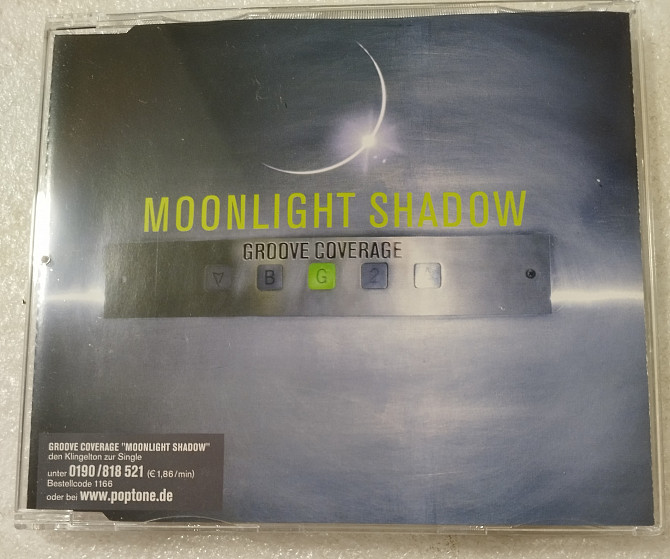 MOONLIGHT SHADOW
GROOVE COVERAGE
B G 2
GROOVE COVERAGE "MOONLIGHT SHADOW"
den Klingelton zur Single
unter 0190/818 521 (€ 1,86/min)
Bestellcode 1166
oder bei www.poptone.de